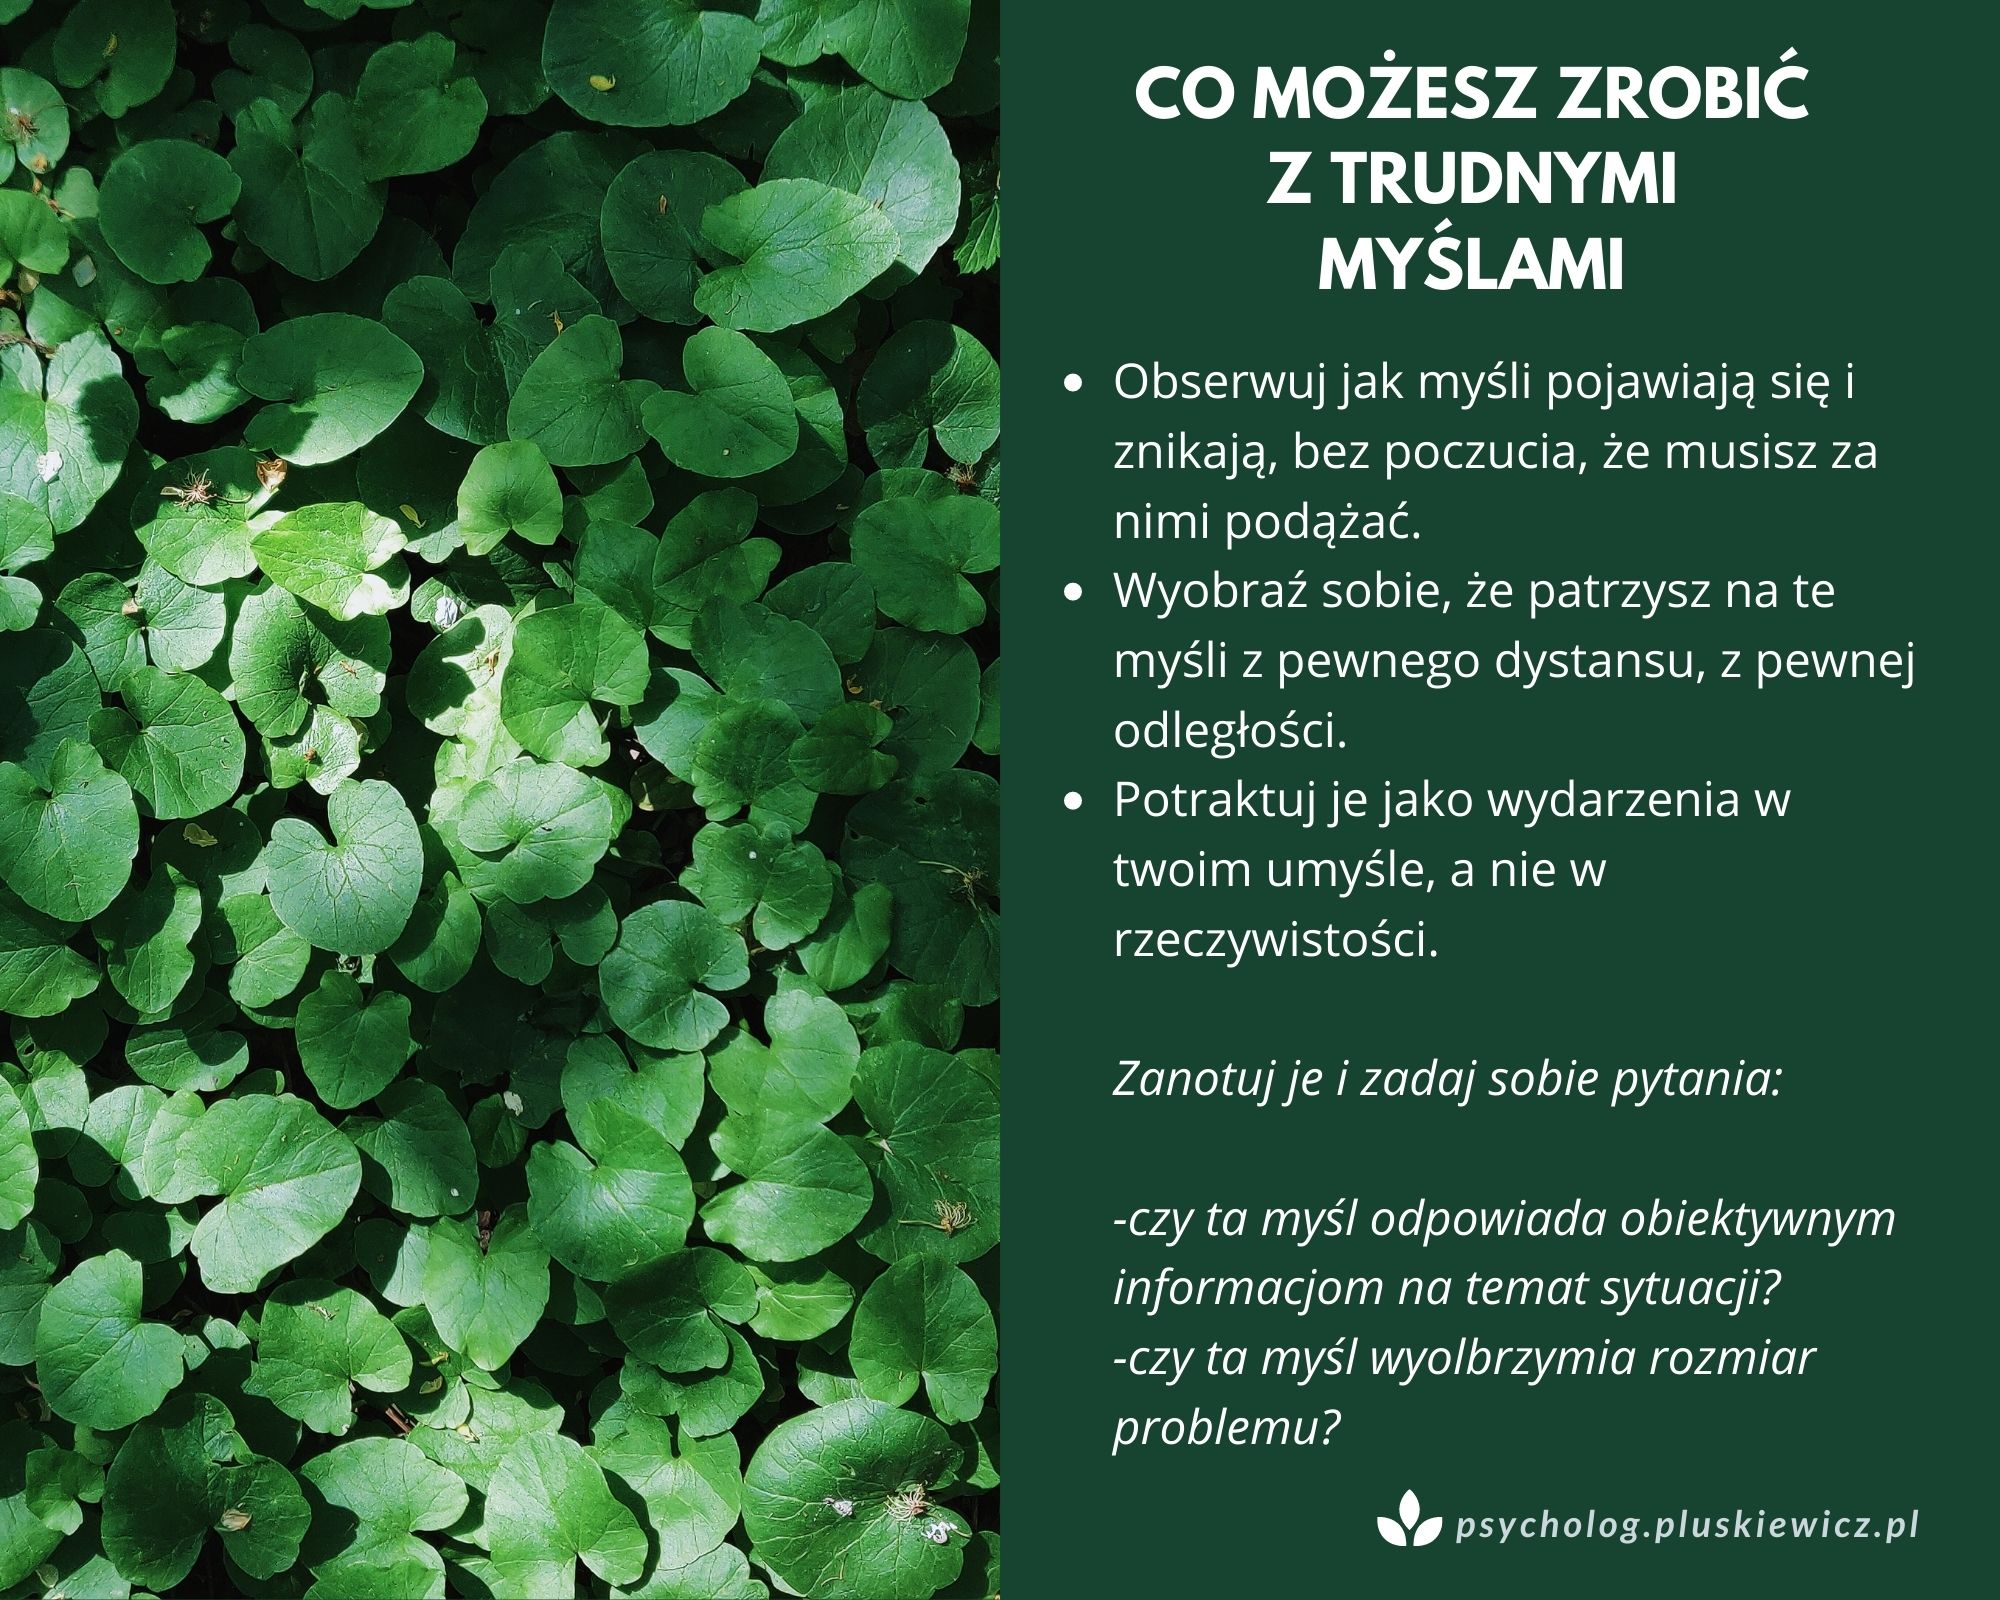 CO MOŻESZ ZROBIĆ
Z TRUDNYMI
MYŚLAMI
• Obserwuj jak myśli pojawiają się i
znikają, bez poczucia, że musisz za
nimi podążać.
• Wyobraź sobie, że patrzysz na te
myśli z pewnego dystansu, z pewnej
odległości.
• Potraktuj je jako wydarzenia w
twoim umyśle, a nie w
rzeczywistości.
Zanotuj je i zadaj sobie pytania:
-czy ta myśl odpowiada obiektywnym
informacjom na temat sytuacji?
-czy ta myśl wyolbrzymia rozmiar
problemu?
psycholog.pluskiewicz.pl